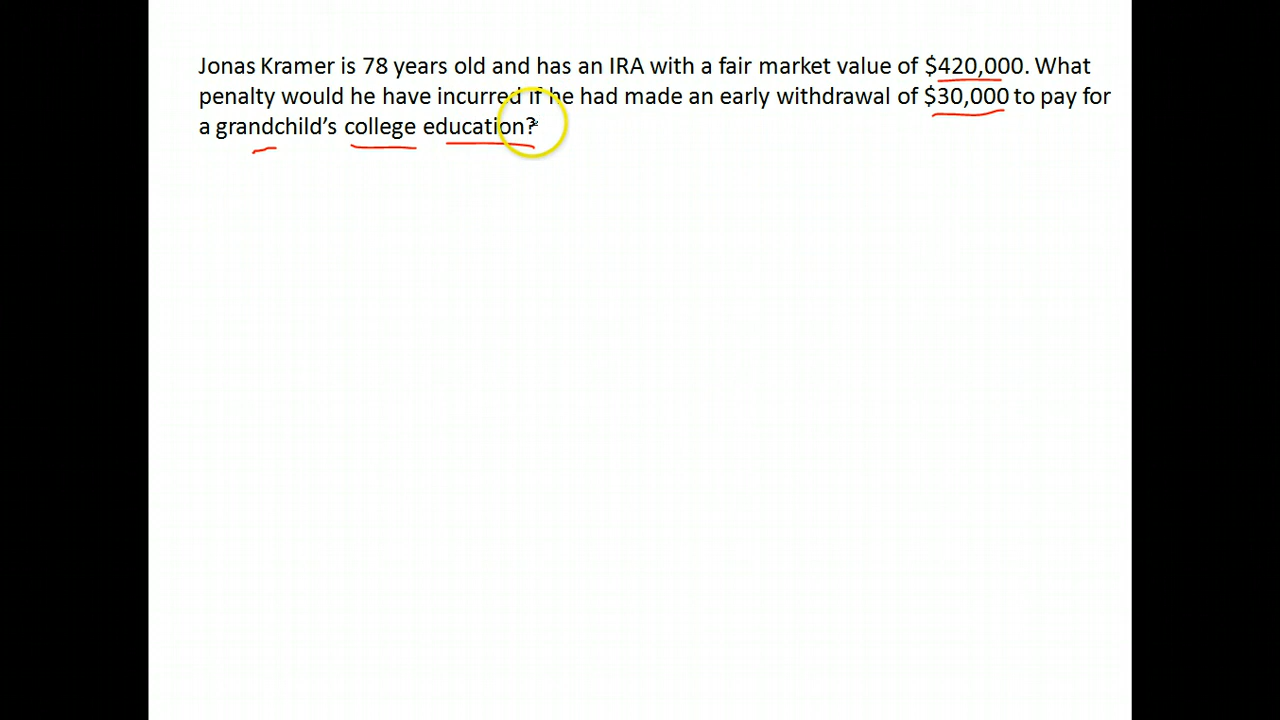 Jonas Kramer is 78 years old and has an IRA with a fair market value of $420,000. What
penalty would he have incurred if he had made an early withdrawal of $30,000 to pay for
a grandchild’s college education?